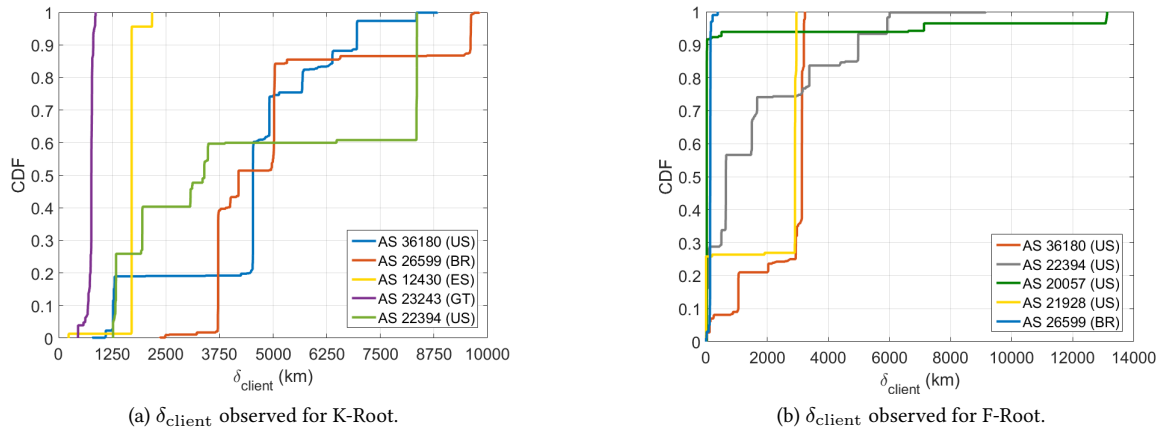 CDF
1
0.9
0.8
0.7
0.6
0.5
0.4
0.3
0.2
0.1
0
0 1250 2500 3750 5000 6250 7500 8750 10000
δclient (km)
AS 36180 (US)
AS 26599 (BR)
AS 12430 (ES)
AS 23243 (GT)
AS 22394 (US)
(a) δclient observed for K-Root.
CDF
1
0.9
0.8
0.7
0.6
0.5
0.4
0.3
0.2
0.1
0
0 2000 4000 6000 8000 10000 12000 14000
δclient (km)
AS 36180 (US)
AS 22394 (US)
AS 20057 (US)
AS 21928 (US)
AS 26599 (BR)
(b) δclient observed for F-Root.